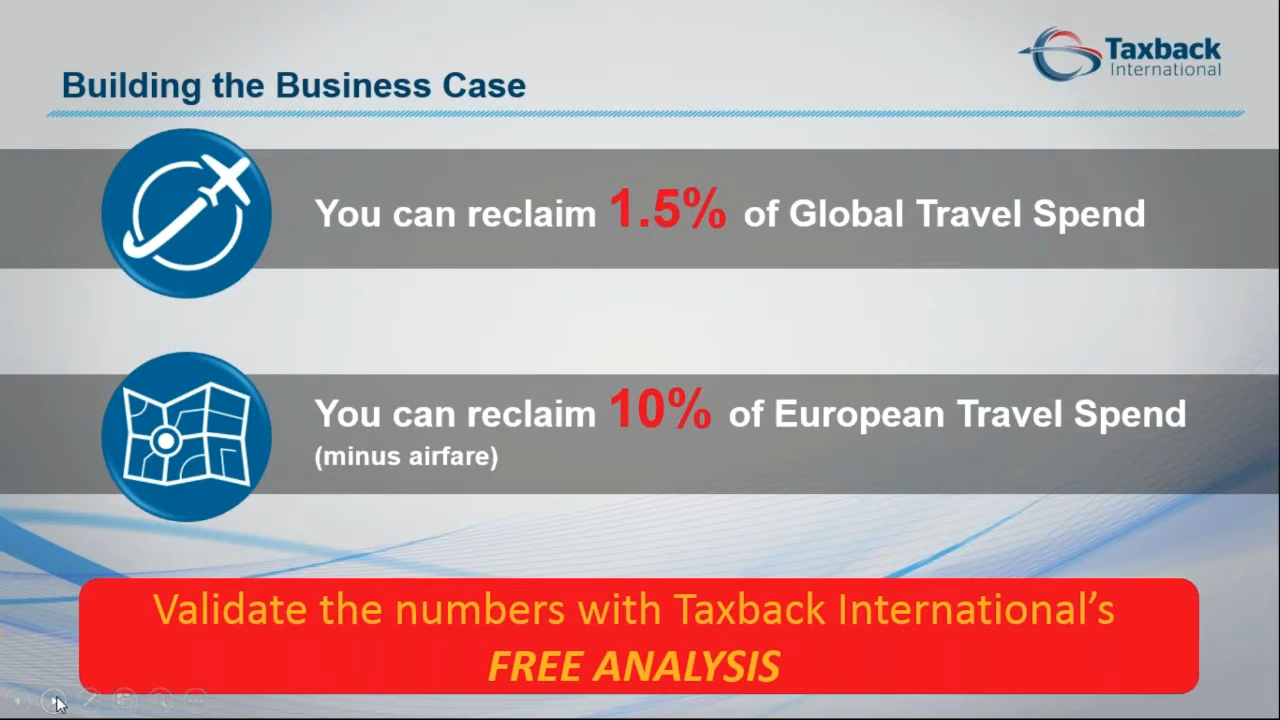 Taxback
International
Building the Business Case
You can reclaim 1.5% of Global Travel Spend
You can reclaim 10% of European Travel Spend
(minus airfare)
Validate the numbers with Taxback International’s
FREE ANALYSIS